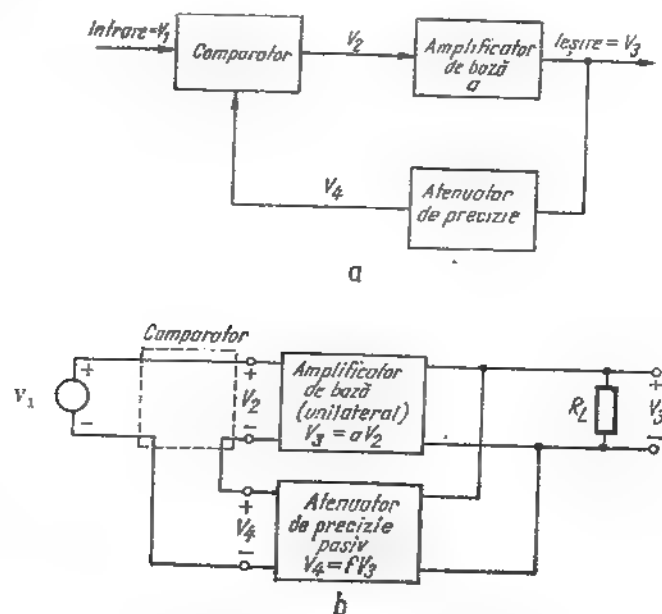 Intrare=V1
Comparator
V2
Amplificator
de bază
a
Ieşire = V3
V4
Atenuator
de precizie
a
Comparator
V1
+
−
+
V2
−
Amplificator
de bază
(unilateral)
V3 = aV2
RL
+
V3
−
+
V4
−
Atenuator
de precizie
pasiv
V4 = fV3
b